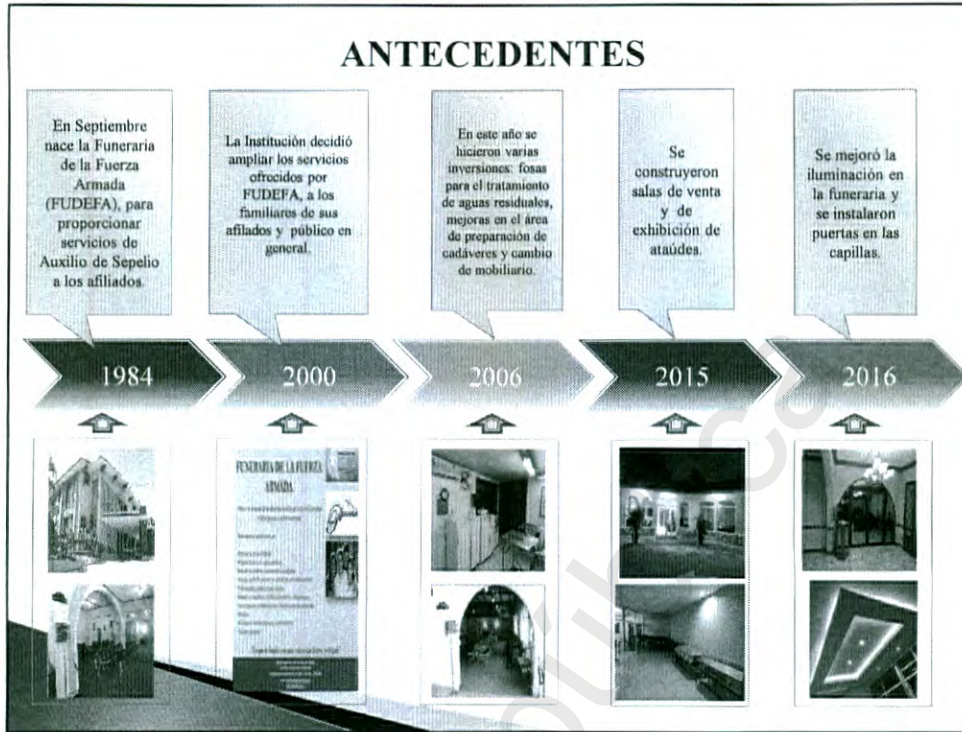 ANTECEDENTES
En Septiembre
nace la Funeraria
de la Fuerza
Armada
(FUDEFA), para
proporcionar
servicios de
Auxilio de Sepelio
a los afiliados.
La Institución decidió
ampliar los servicios
ofrecidos por
FUDEFA, a los
familiares de sus
afilados y público en
general.
En este año se
hicieron varias
inversiones: fosas
para el tratamiento
de aguas residuales,
mejoras en el área
de preparación de
cadáveres y cambio
de mobiliario.
Se
construyeron
salas de venta
y de
exhibición de
ataúdes.
Se mejoró la
iluminación en
la funeraria y
se instalaron
puertas en las
capillas.
1984
2000
2006
2015
2016
FUNERARIA DE LA FUERZA
ARMADA